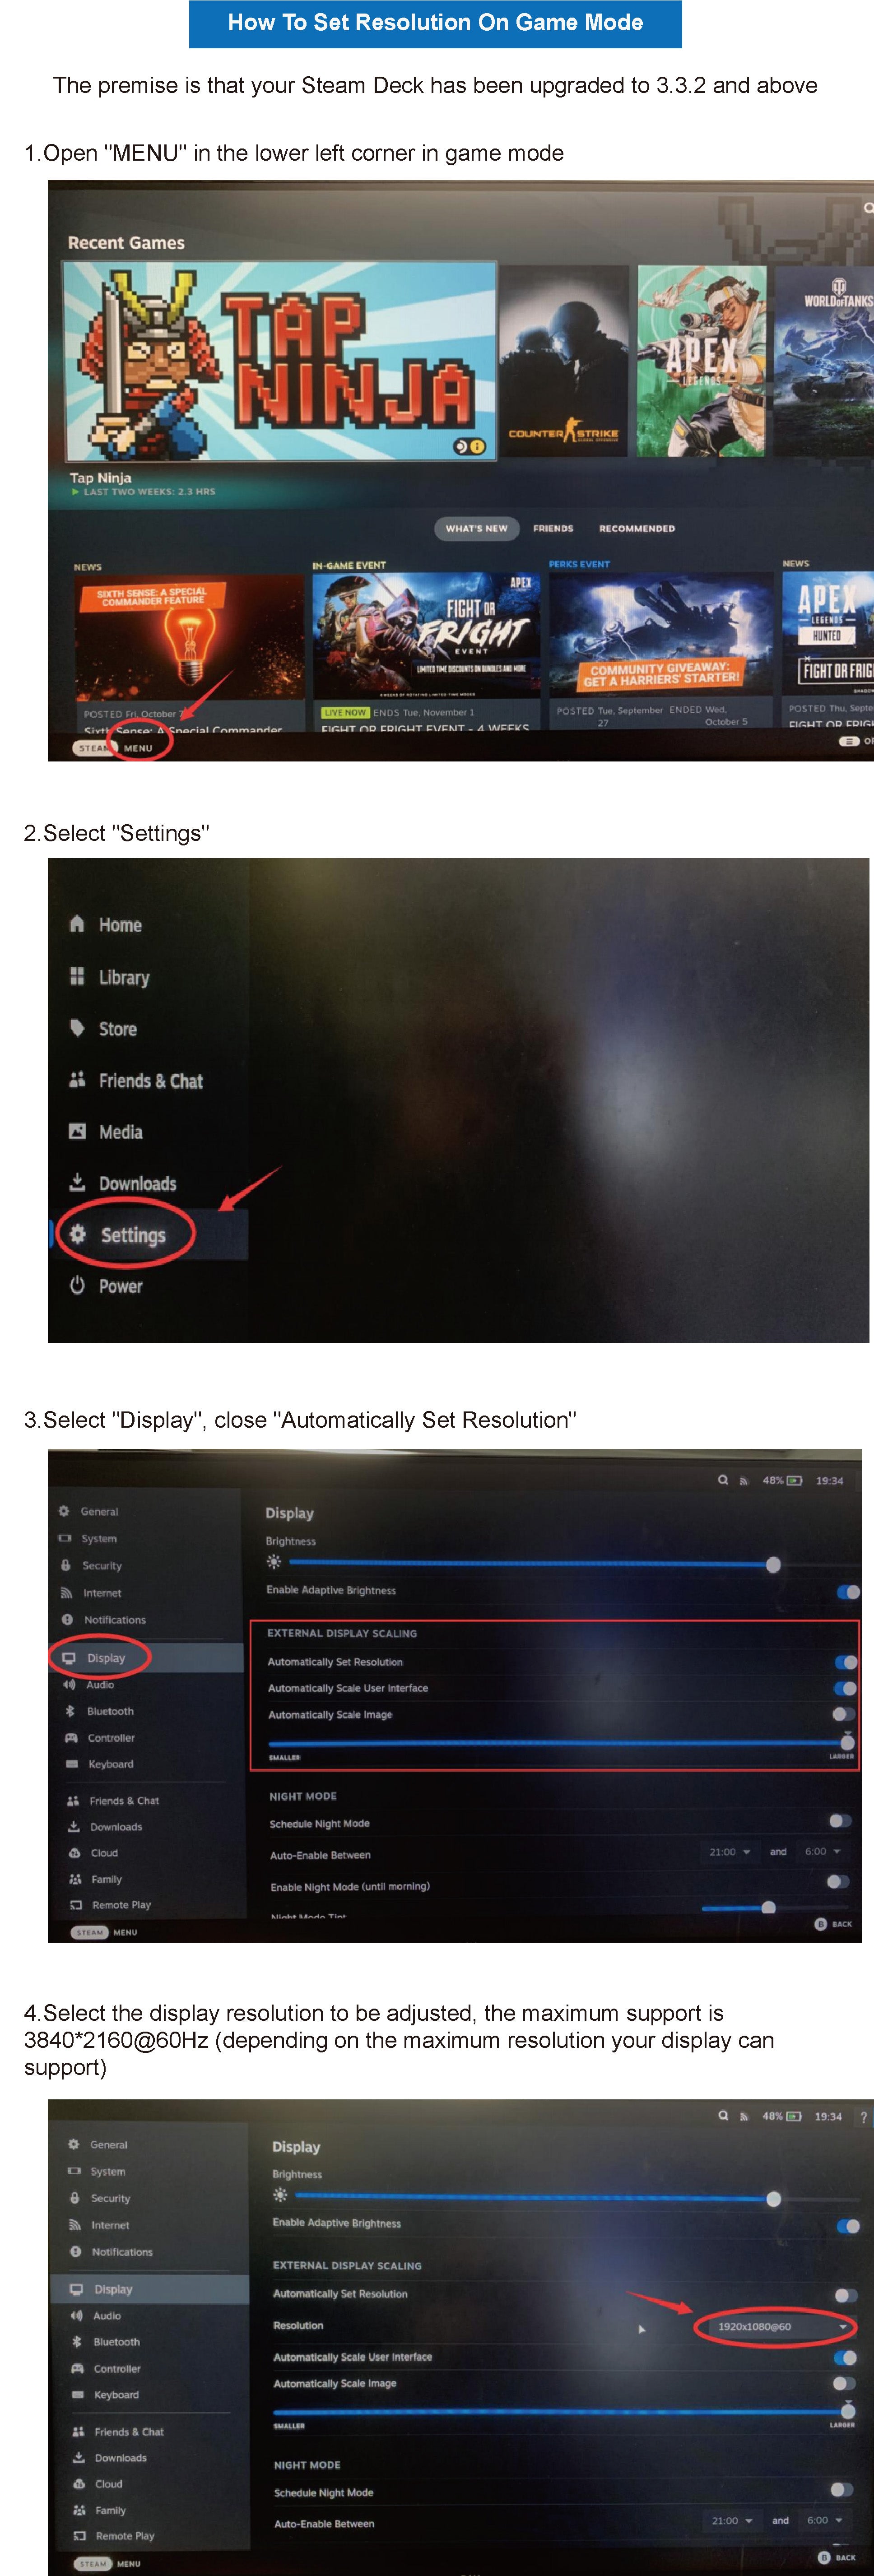 How To Set Resolution On Game Mode
The premise is that your Steam Deck has been upgraded to 3.3.2 and above
1.Open "MENU" in the lower left corner in game mode
Recent Games
TAP
NINJA
COUNTER STRIKE
APEX
LEGENDS
WORLD OF TANKS
Tap Ninja
LAST TWO WEEKS: 2.3 HRS
WHAT'S NEW FRIENDS RECOMMENDED
NEWS
SIXTH SENSE: A SPECIAL
COMMANDER FEATURE
POSTED Fri, October
Sixth Sense: A Special Commander
IN-GAME EVENT
APEX
FIGHT OR
FRIGHT
EVENT
LIMITED TIME DISCOUNTS ON BUNDLES AND MORE
LIVE NOW ENDS Tue, November 1
FIGHT OR FRIGHT EVENT - 4 WEEKS
PERKS EVENT
COMMUNITY GIVEAWAY:
GET A HARRIERS' STARTER!
POSTED Tue, September 27 ENDED Wed, October 5
NEWS
APEX
LEGENDS
HUNTED
FIGHT OR FRIG
POSTED Thu, Septe
FIGHT OR FRIGH
STEAM MENU
2.Select "Settings"
Home
Library
Store
Friends & Chat
Media
Downloads
Settings
Power
3.Select "Display", close "Automatically Set Resolution"
48% 19:34
General
System
Security
Internet
Notifications
Display
Audio
Bluetooth
Controller
Keyboard
Friends & Chat
Downloads
Cloud
Family
Remote Play
Display
Brightness
Enable Adaptive Brightness
EXTERNAL DISPLAY SCALING
Automatically Set Resolution
Automatically Scale User Interface
Automatically Scale Image
SMALLER LARGER
NIGHT MODE
Schedule Night Mode
Auto-Enable Between 21:00 and 6:00
Enable Night Mode (until morning)
Night Mode Tint
STEAM MENU B BACK
4.Select the display resolution to be adjusted, the maximum support is
3840*2160@60Hz (depending on the maximum resolution your display can
support)
48% 19:34 ?
General
System
Security
Internet
Notifications
Display
Audio
Bluetooth
Controller
Keyboard
Friends & Chat
Downloads
Cloud
Family
Remote Play
Display
Brightness
Enable Adaptive Brightness
EXTERNAL DISPLAY SCALING
Automatically Set Resolution
Resolution 1920x1080@60
Automatically Scale User Interface
Automatically Scale Image
SMALLER LARGER
NIGHT MODE
Schedule Night Mode
Auto-Enable Between 21:00 and 6:00
STEAM MENU B BACK